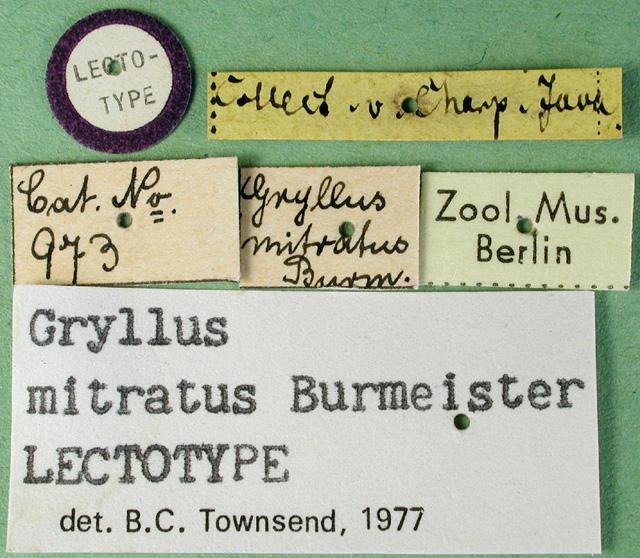 LECTO-
TYPE
Collect. v. Charp. Java
Cat. No.
973
Gryllus
mitratus
Burm.
Zool. Mus.
Berlin
Gryllus
mitratus Burmeister
LECTOTYPE
det. B.C. Townsend, 1977